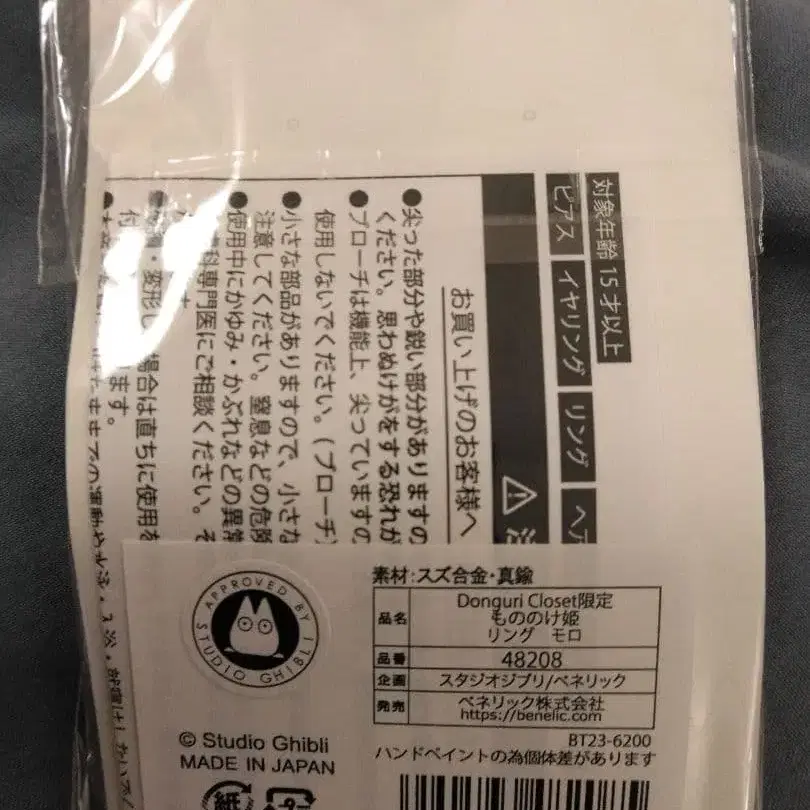 対象年齢 15 才以上
ピアス イヤリング リング ヘア
お買い上げのお客様へ
●尖った部分や鋭い部分がありますの
ください。思わぬけがをする恐れが
●ブローチは機能上、尖っていますの
使用しないでください。(ブローチ)
●小さな部品がありますので、小さな
注意してください。窒息などの危険
●使用中にかゆみ・かぶれなどの異常
科専門医にご相談ください。そ
・変形し 場合は直ちに使用を
付 ます。
素材:スズ合金・真鍮
品名 Donguri Closet限定
もののけ姫
リング モロ
品番 48208
企画 スタジオジブリ/ベネリック
発売 ベネリック株式会社
https://benelic.com
BT23-6200
ハンドペイントの為個体差があります
APPROVED BY
STUDIO GHIBLI
© Studio Ghibli
MADE IN JAPAN
紙